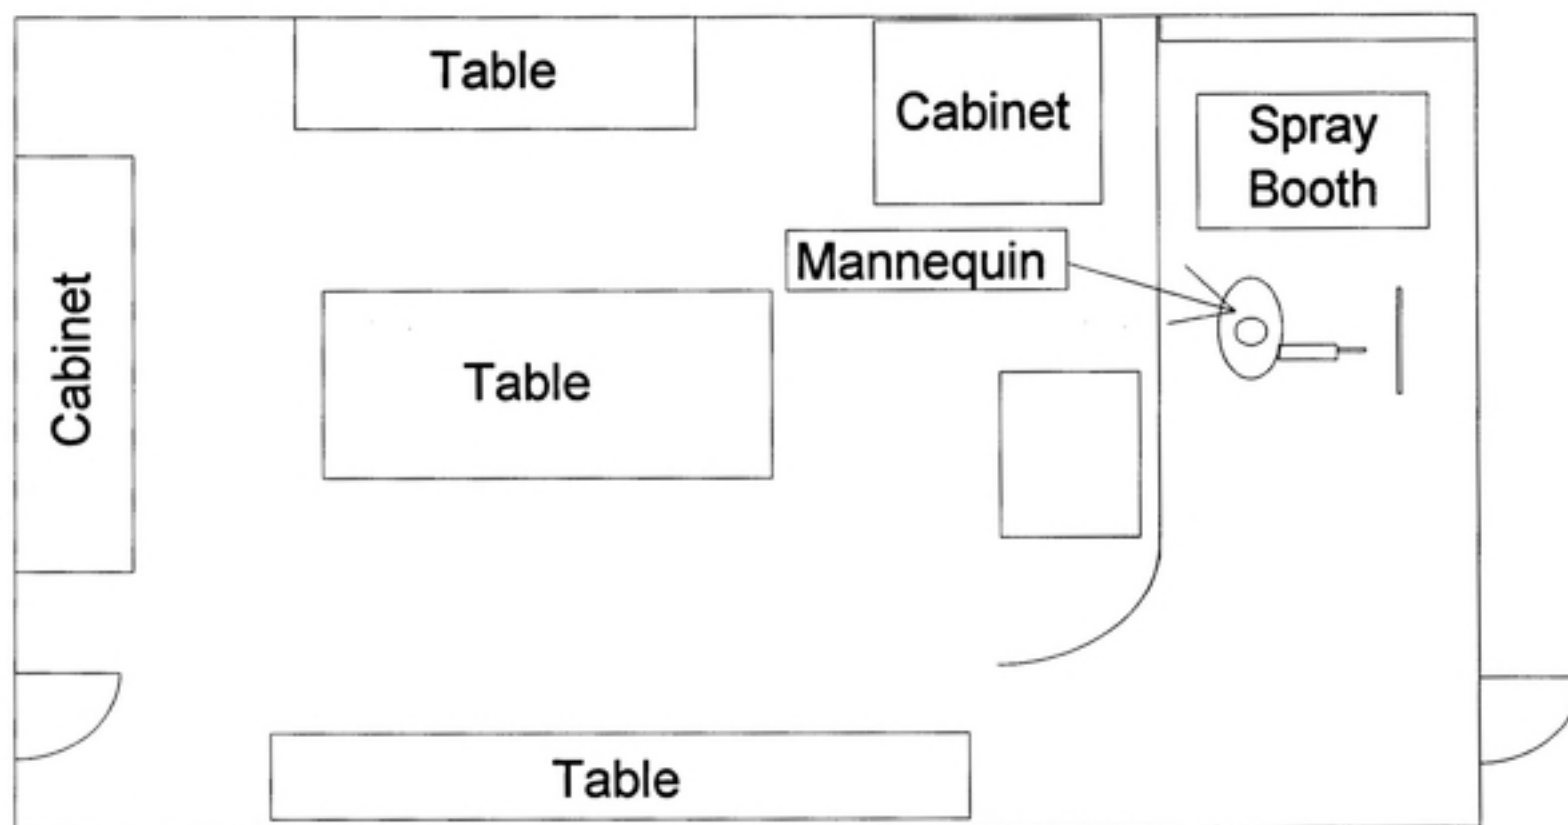 Table
Cabinet
Spray
Booth
Mannequin
Cabinet
Table
Table